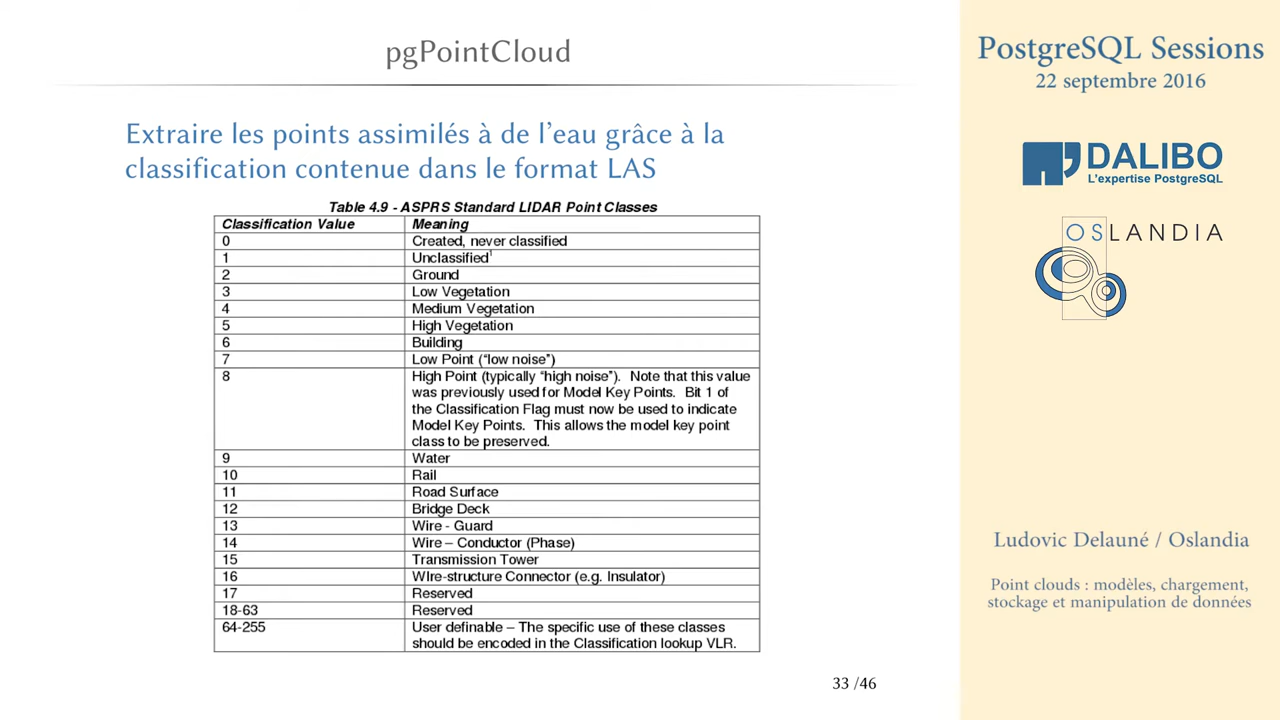 pgPointCloud
Extraire les points assimilés à de l'eau grâce à la
classification contenue dans le format LAS
Table 4.9 - ASPRS Standard LIDAR Point Classes
Classification Value Meaning
0 Created, never classified
1 Unclassified¹
2 Ground
3 Low Vegetation
4 Medium Vegetation
5 High Vegetation
6 Building
7 Low Point (“low noise”)
8 High Point (typically “high noise”). Note that this value
was previously used for Model Key Points. Bit 1 of
the Classification Flag must now be used to indicate
Model Key Points. This allows the model key point
class to be preserved.
9 Water
10 Rail
11 Road Surface
12 Bridge Deck
13 Wire - Guard
14 Wire – Conductor (Phase)
15 Transmission Tower
16 WIre-structure Connector (e.g. Insulator)
17 Reserved
18-63 Reserved
64-255 User definable – The specific use of these classes
should be encoded in the Classification lookup VLR.
33 /46
PostgreSQL Sessions
22 septembre 2016
DALIBO
L'expertise PostgreSQL
OSLANDIA
Ludovic Delauné / Oslandia
Point clouds : modèles, chargement,
stockage et manipulation de données